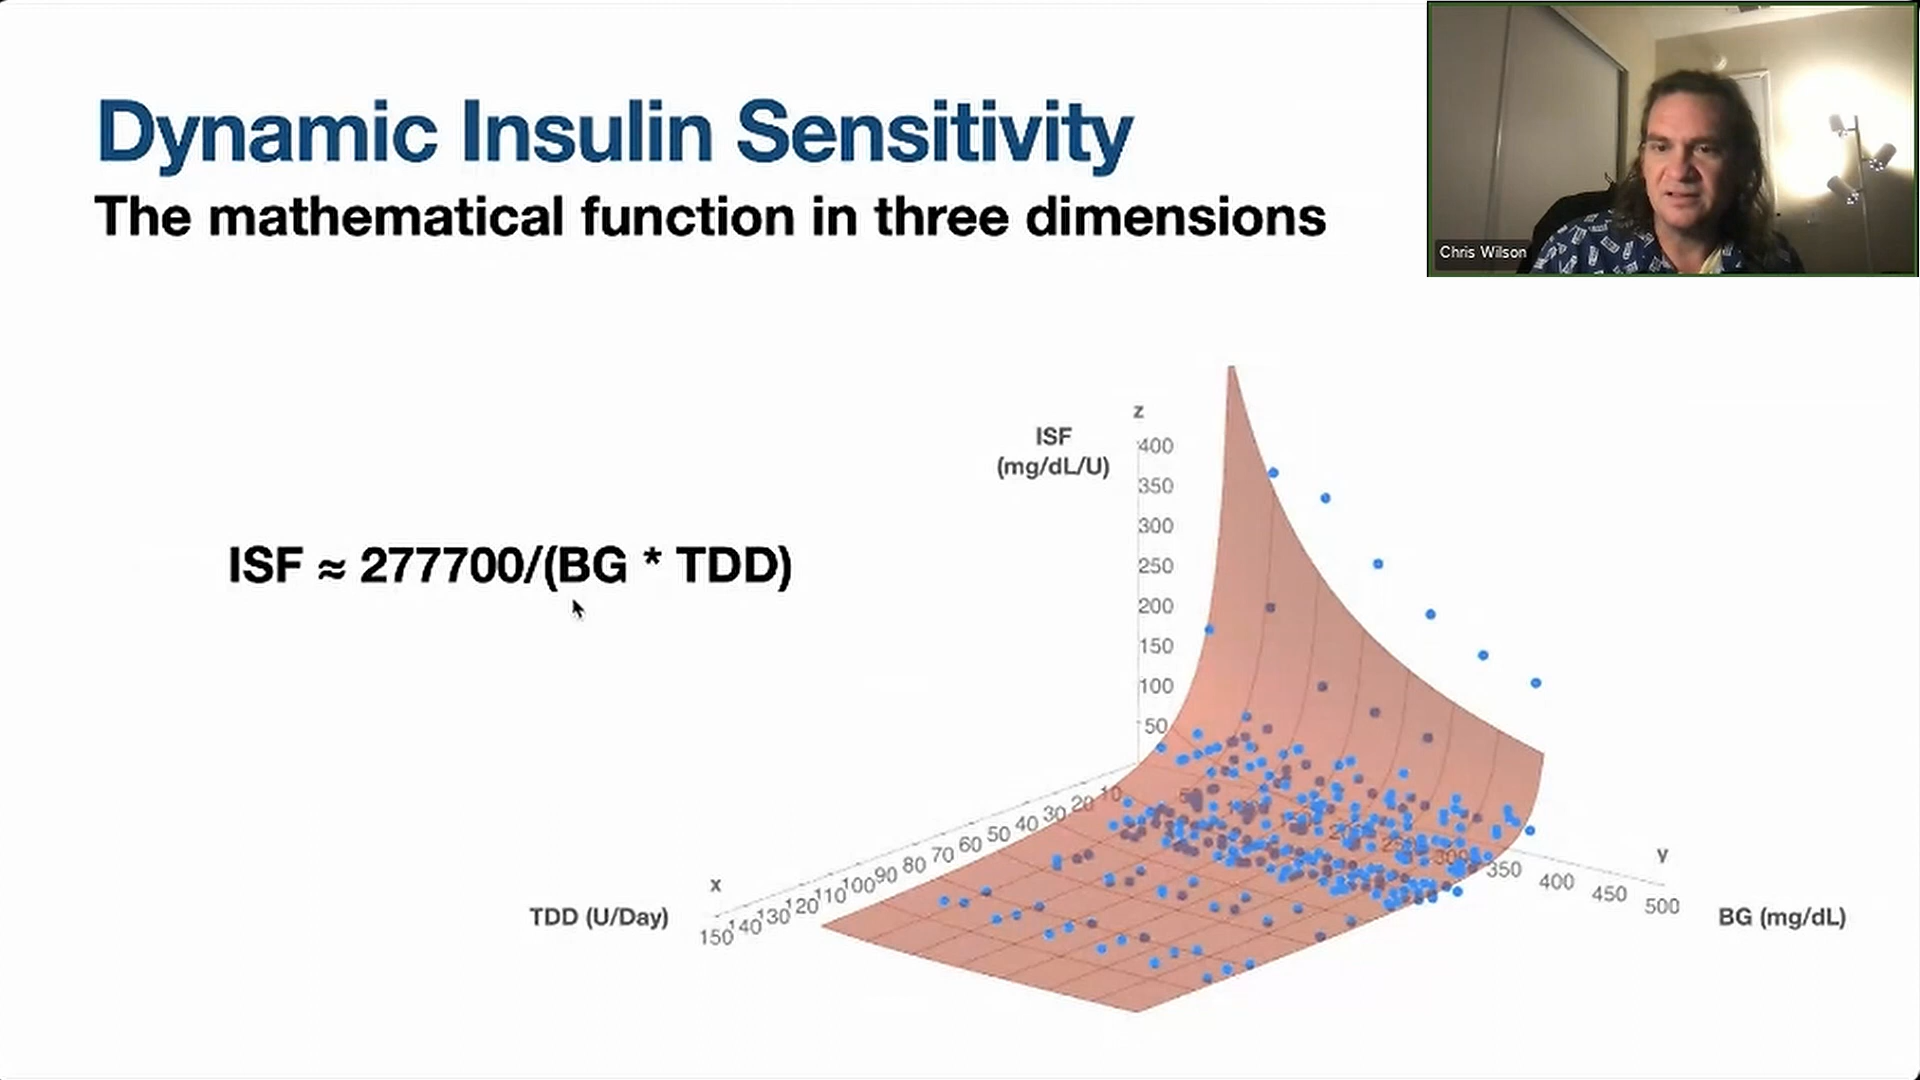 Dynamic Insulin Sensitivity
The mathematical function in three dimensions
Chris Wilson
ISF ≈ 277700/(BG * TDD)
z
ISF
(mg/dL/U)
400
350
300
250
200
150
100
50
10
20
30
40
50
60
70
80
90
100
110
120
130
140
150
x
TDD (U/Day)
300
350
400
450
500
y
BG (mg/dL)